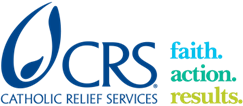 CRS®
CATHOLIC RELIEF SERVICES
faith.
action.
results.